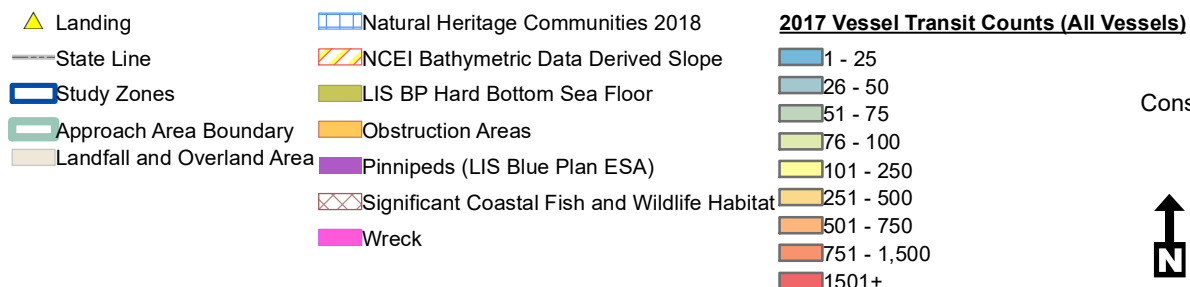 Landing
State Line
Study Zones
Approach Area Boundary
Landfall and Overland Area
Natural Heritage Communities 2018
NCEI Bathymetric Data Derived Slope
LIS BP Hard Bottom Sea Floor
Obstruction Areas
Pinnipeds (LIS Blue Plan ESA)
Significant Coastal Fish and Wildlife Habitat
Wreck
2017 Vessel Transit Counts (All Vessels)
1 - 25
26 - 50
51 - 75
76 - 100
101 - 250
251 - 500
501 - 750
751 - 1,500
1501+
Cons
N